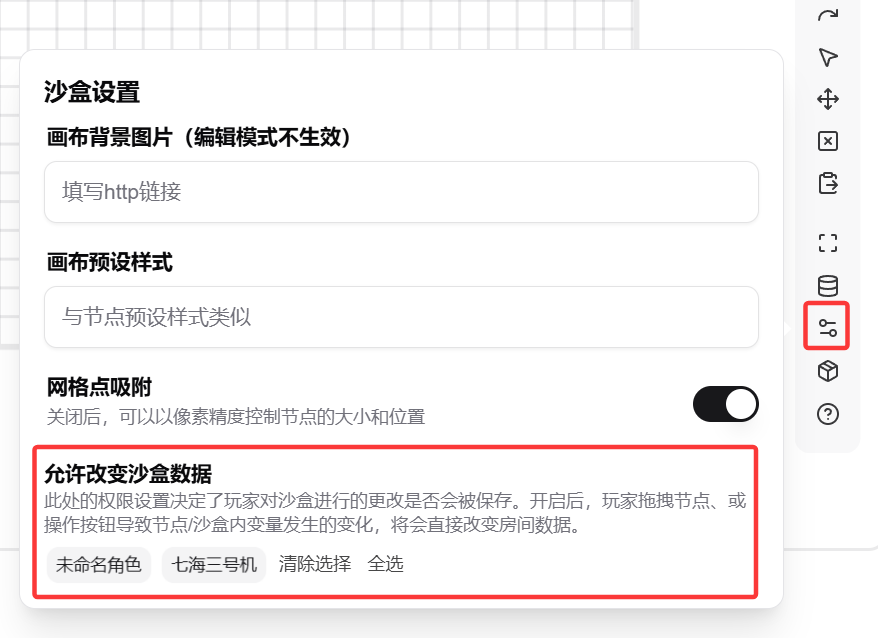 沙盒设置
画布背景图片（编辑模式不生效）
填写http链接
画布预设样式
与节点预设样式类似
网格点吸附
关闭后，可以以像素精度控制节点的大小和位置
允许改变沙盒数据
此处的权限设置决定了玩家对沙盒进行的更改是否会被保存。开启后，玩家拖拽节点、或
操作按钮导致节点/沙盒内变量发生的变化，将会直接改变房间数据。
未命名角色 七海三号机 清除选择 全选